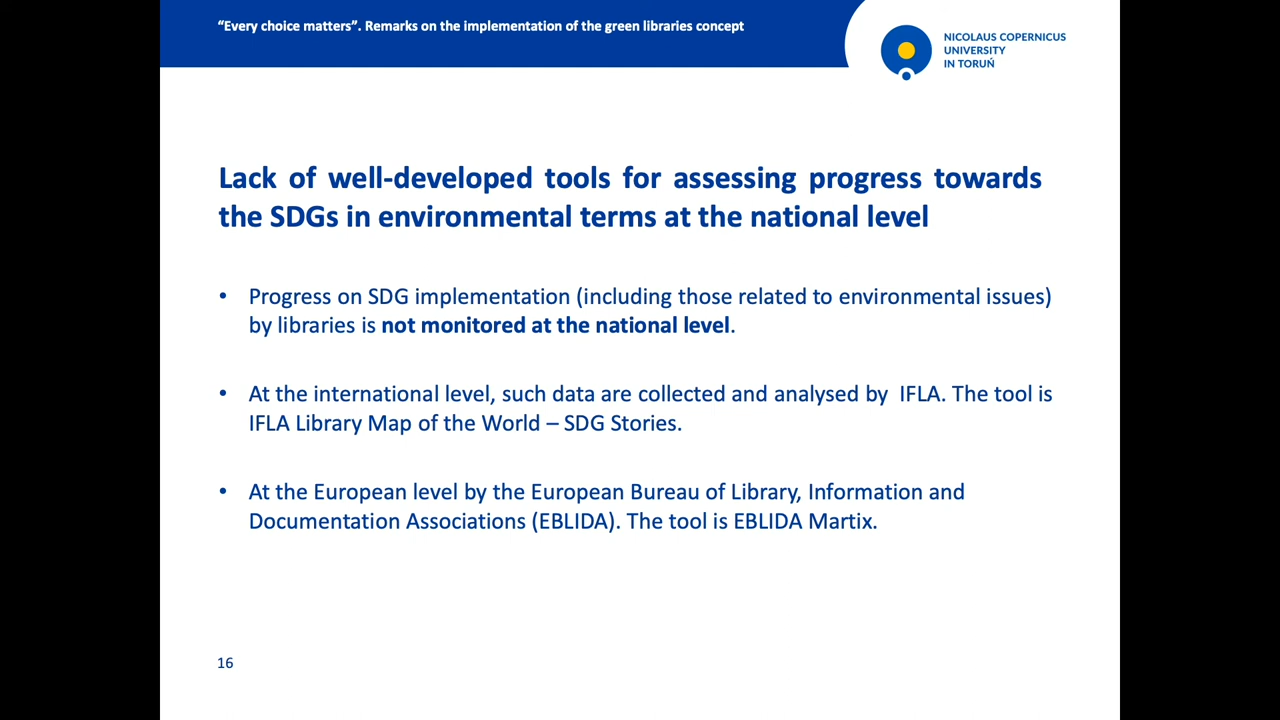 “Every choice matters”. Remarks on the implementation of the green libraries concept
NICOLAUS COPERNICUS
UNIVERSITY
IN TORUŃ
Lack of well-developed tools for assessing progress towards
the SDGs in environmental terms at the national level
• Progress on SDG implementation (including those related to environmental issues)
by libraries is not monitored at the national level.
• At the international level, such data are collected and analysed by  IFLA. The tool is
IFLA Library Map of the World – SDG Stories.
• At the European level by the European Bureau of Library, Information and
Documentation Associations (EBLIDA). The tool is EBLIDA Martix.
16